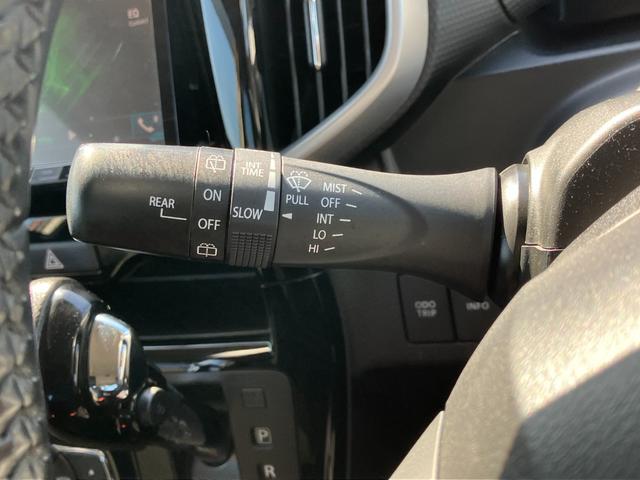 INT
TIME
REAR
ON
OFF
SLOW
PULL
MIST
OFF
INT
LO
HI
ODO
TRIP
INFO
P
R